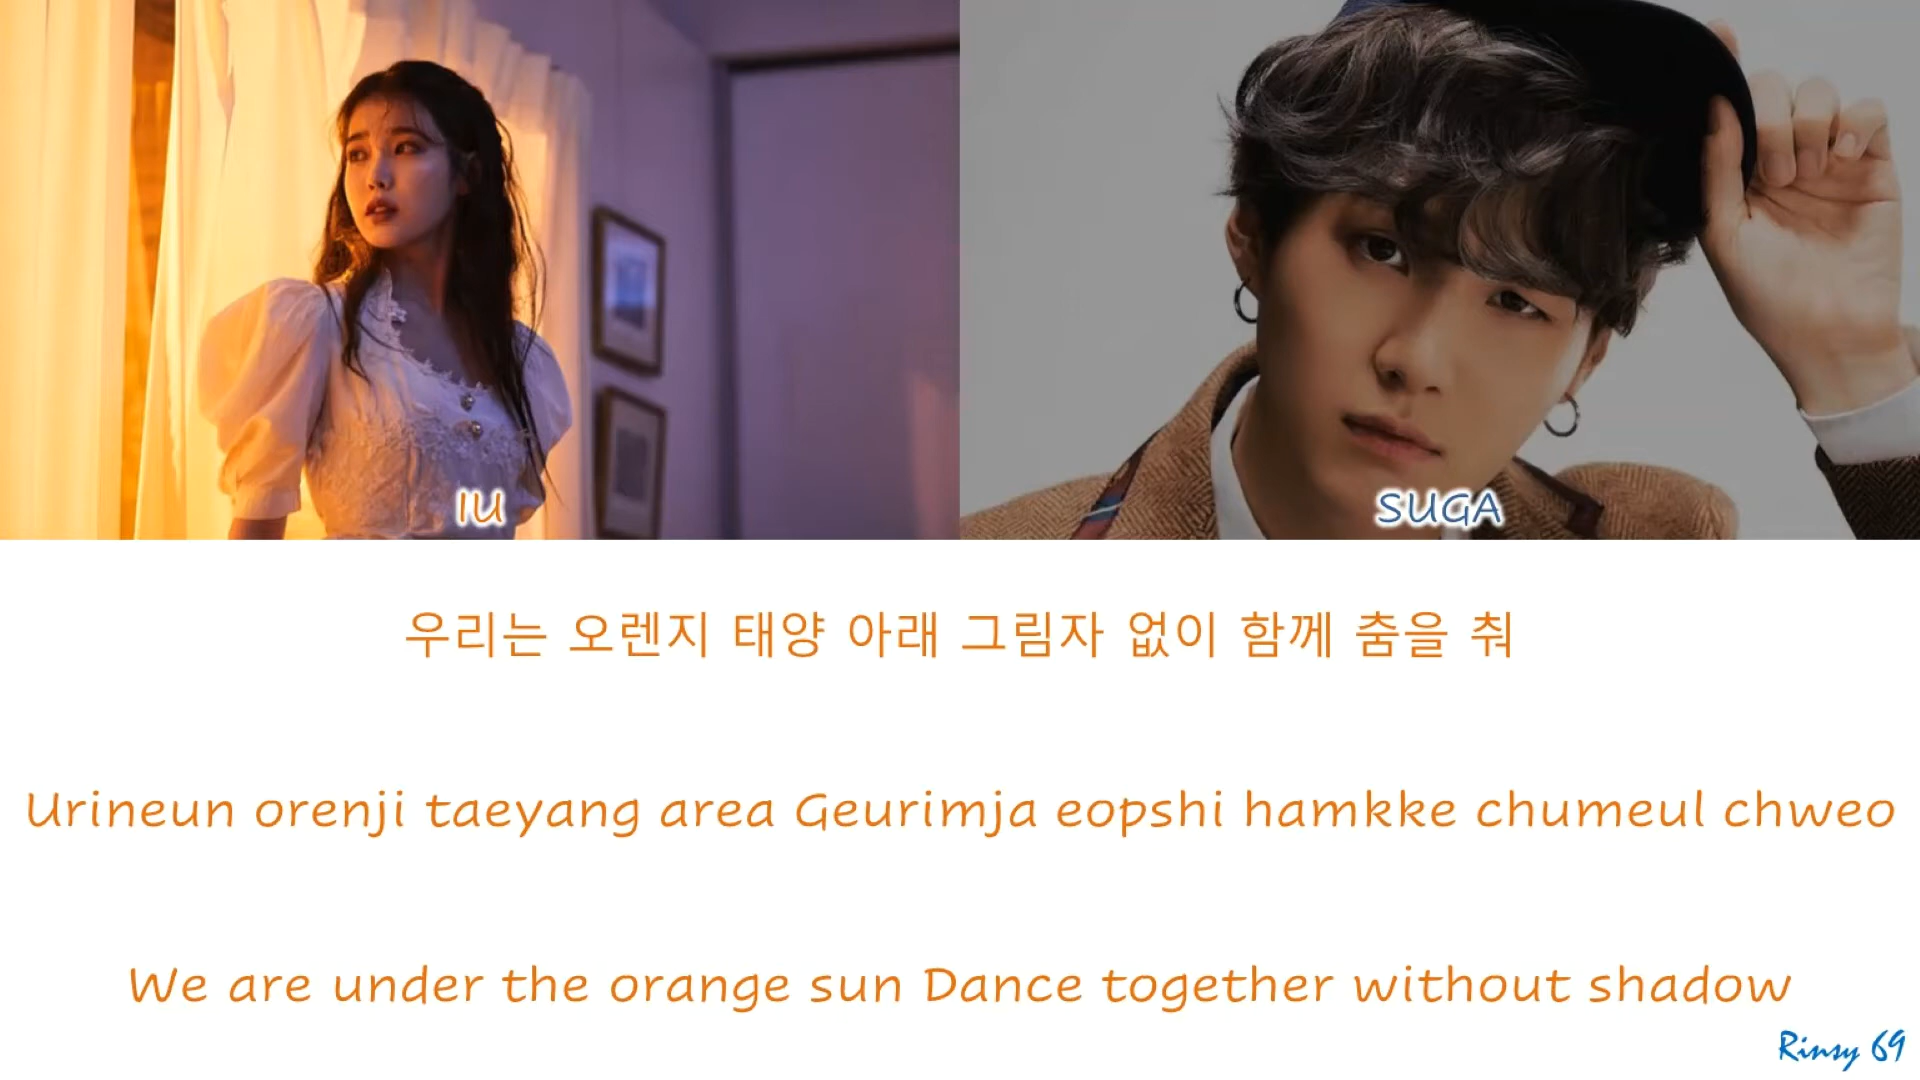 IU
SUGA
우리는 오렌지 태양 아래 그림자 없이 함께 춤을 춰
Urineun orenji taeyang area Geurimja eopshi hamkke chumeul chweo
We are under the orange sun Dance together without shadow
Rinsy 69